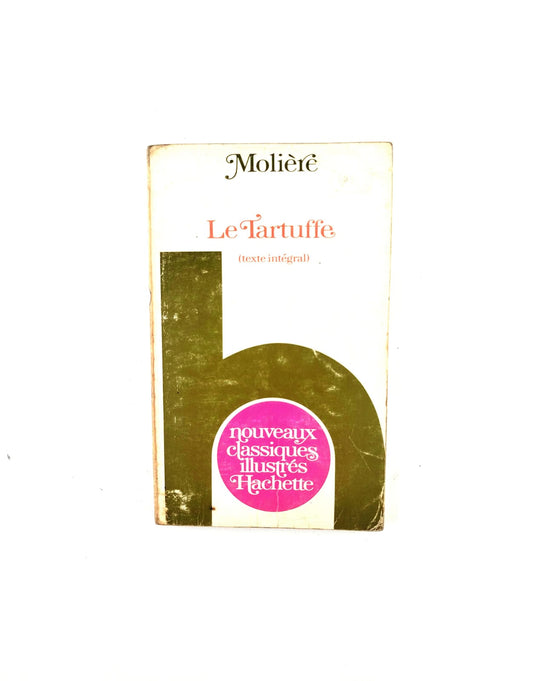 Molière
Le Tartuffe
(texte intégral)
h
nouveaux
classiques
illustrés
Hachette